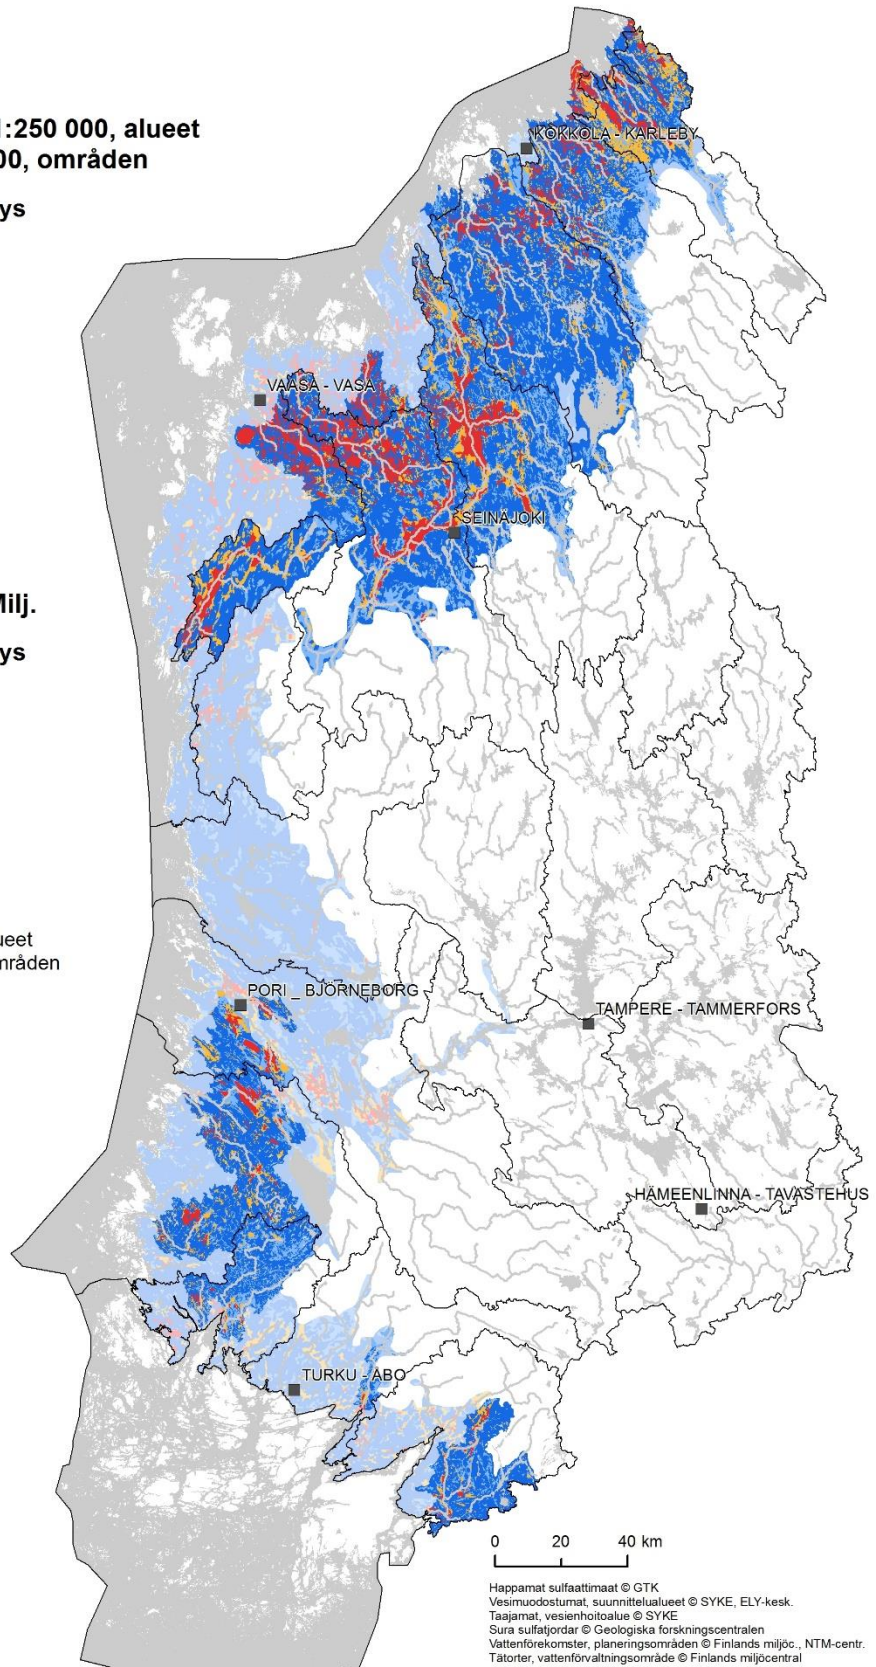 1:250 000, alueet
00, områden
ys
KOKKOLA - KARLEBY
VAASA - VASA
SEINÄJOKI
Milj.
ys
ueet
mråden
PORI _ BJÖRNEBORG
TAMPERE - TAMMERFORS
HÄMEENLINNA - TAVASTEHUS
TURKU - ÅBO
0 20 40 km
Happamat sulfaattimaat © GTK
Vesimuodostumat, suunnittelualueet © SYKE, ELY-kesk.
Taajamat, vesienhoitoalue © SYKE
Sura sulfatjordar © Geologiska forskningscentralen
Vattenförekomster, planeringsområden © Finlands miljöc., NTM-centr.
Tätorter, vattenförvaltningsområde © Finlands miljöcentral